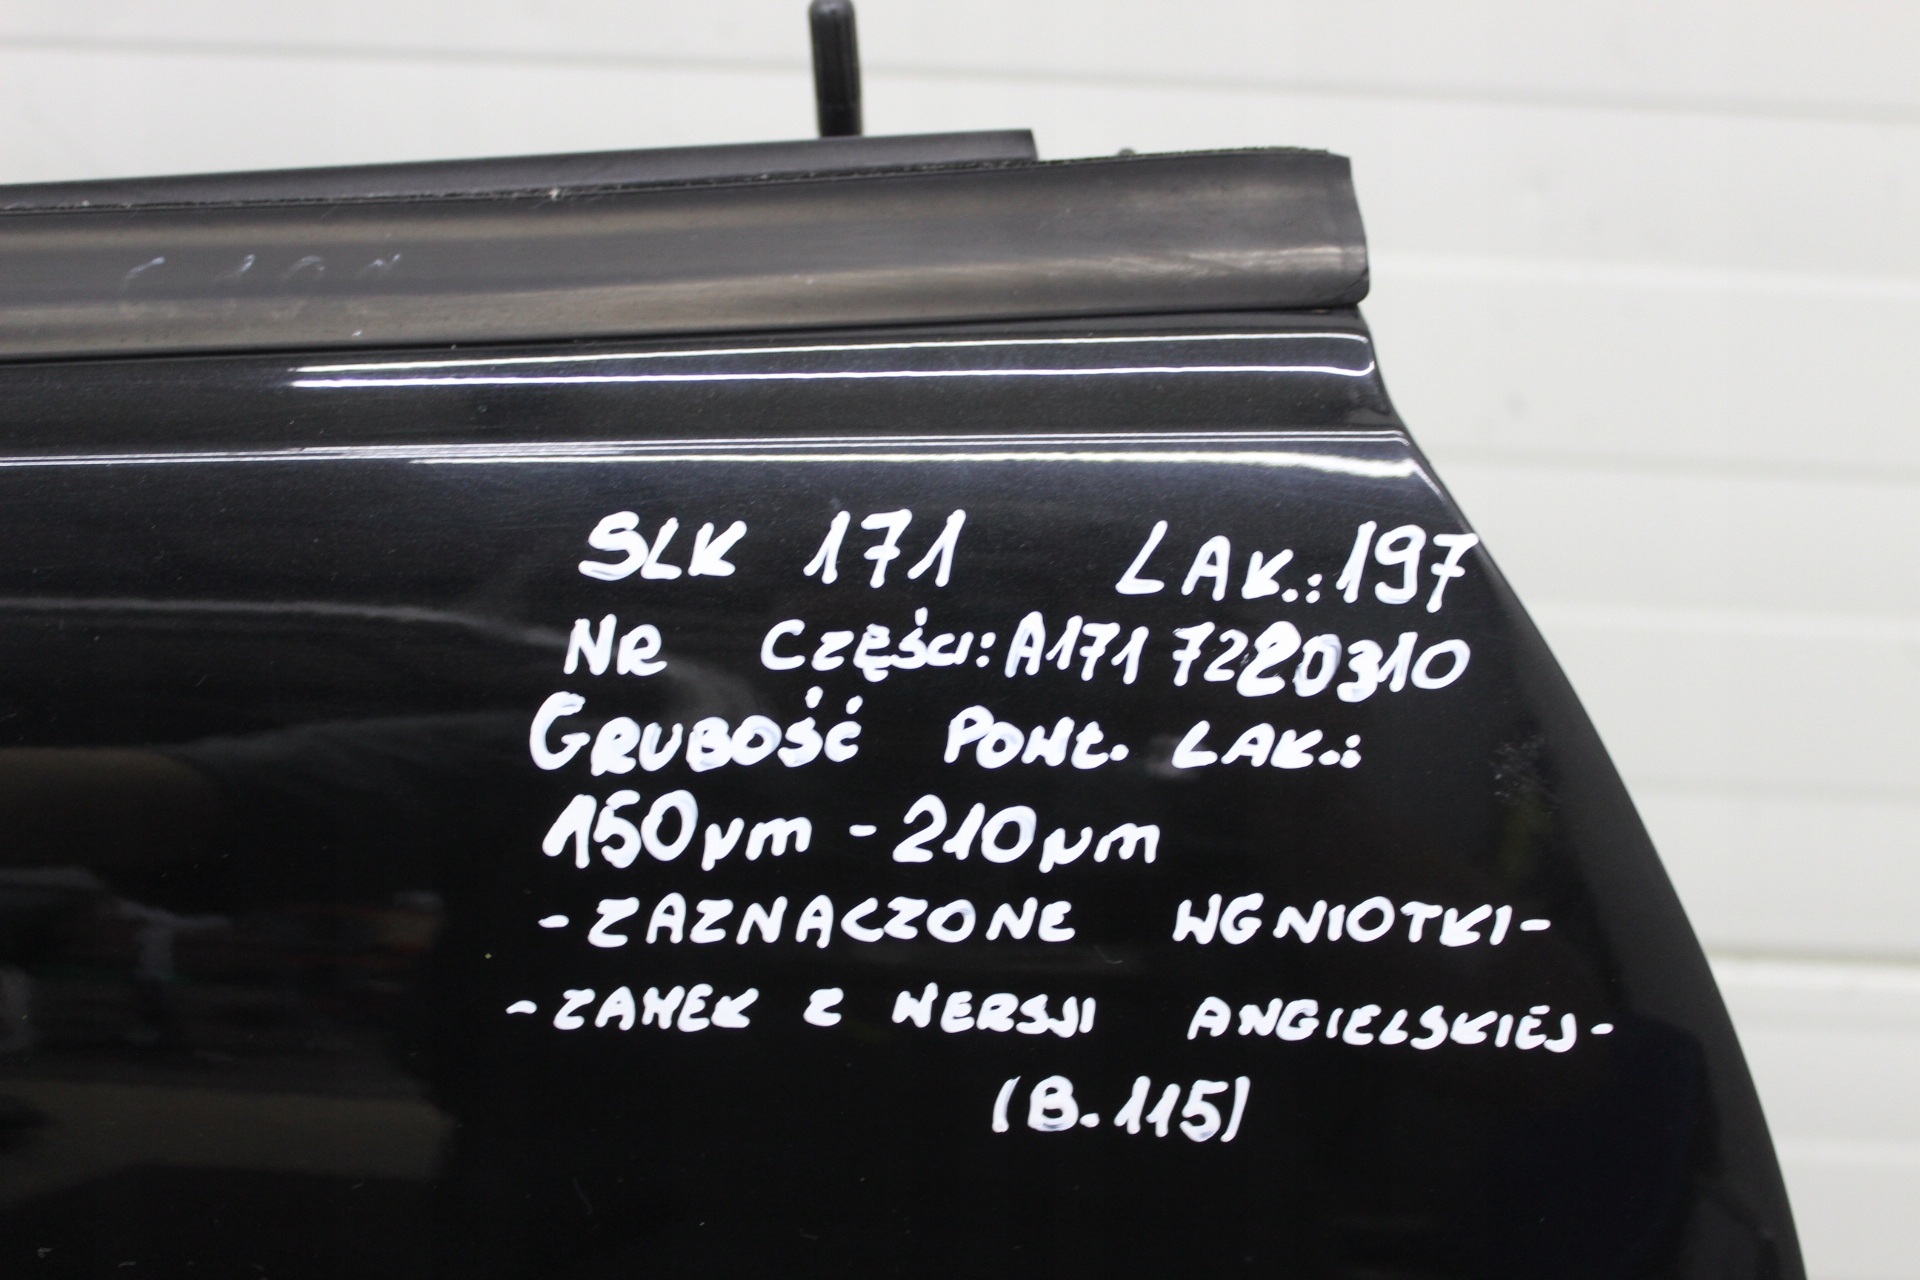 SLK 171 LAK.: 197
NR CZĘŚCI: A171 7220310
GRUBOŚĆ POWŁ. LAK.:
150µm - 210µm
- ZAZNACZONE WGNIOTKI -
- ZAMEK Z WERSJI ANGIELSKIEJ -
(B.115)